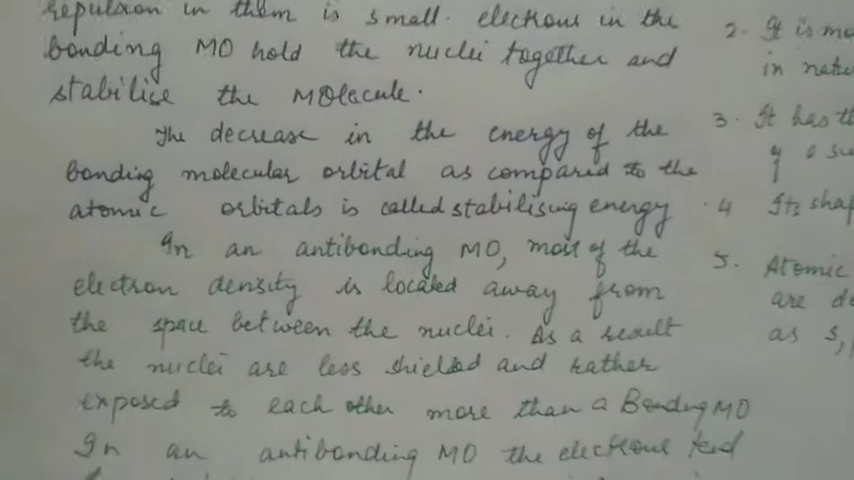 repulsion in them is small. electrons in the
bonding MO hold the nuclei together and
stabilise the MOlecule.
The decrease in the energy of the
bonding molecular orbital as compared to the
atomic orbitals is called stabilising energy
In an antibonding MO, most of the
electron density is located away from
the space between the nuclei. As a result
the nuclei are less shielded and rather
exposed to each other more than a Bonding MO
In an antibonding MO the electrons tend
2. It is mo
in natu
3. It has th
4 Its shap
5. Atomic
are de
as s,